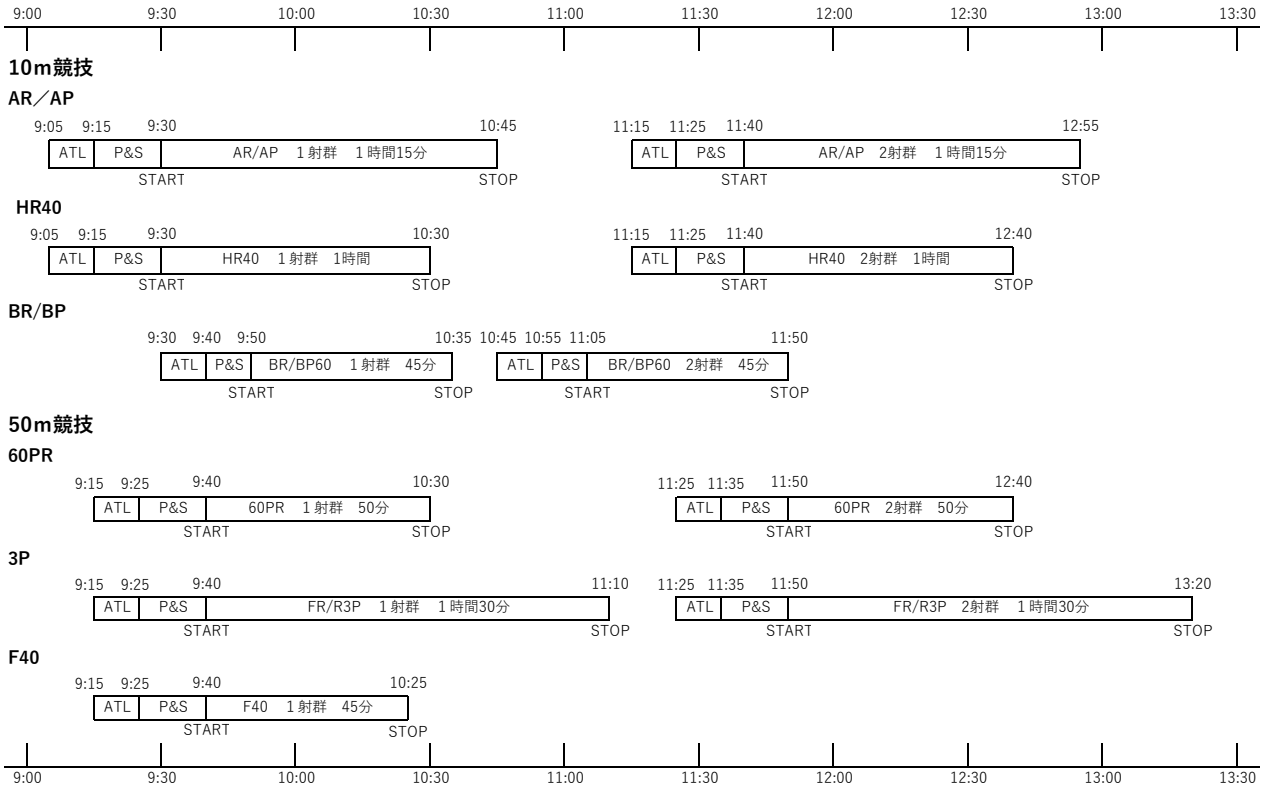 9:00 9:30 10:00 10:30 11:00 11:30 12:00 12:30 13:00 13:30
10m競技
AR／AP
9:05 9:15 9:30 10:45 11:15 11:25 11:40 12:55
ATL P&S AR/AP 1射群 1時間15分 ATL P&S AR/AP 2射群 1時間15分
START STOP START STOP
HR40
9:05 9:15 9:30 10:30 11:15 11:25 11:40 12:40
ATL P&S HR40 1射群 1時間 ATL P&S HR40 2射群 1時間
START STOP START STOP
BR/BP
9:30 9:40 9:50 10:35 10:45 10:55 11:05 11:50
ATL P&S BR/BP60 1射群 45分 ATL P&S BR/BP60 2射群 45分
START STOP START STOP
50m競技
60PR
9:15 9:25 9:40 10:30 11:25 11:35 11:50 12:40
ATL P&S 60PR 1射群 50分 ATL P&S 60PR 2射群 50分
START STOP START STOP
3P
9:15 9:25 9:40 11:10 11:25 11:35 11:50 13:20
ATL P&S FR/R3P 1射群 1時間30分 ATL P&S FR/R3P 2射群 1時間30分
START STOP START STOP
F40
9:15 9:25 9:40 10:25
ATL P&S F40 1射群 45分
START STOP
9:00 9:30 10:00 10:30 11:00 11:30 12:00 12:30 13:00 13:30